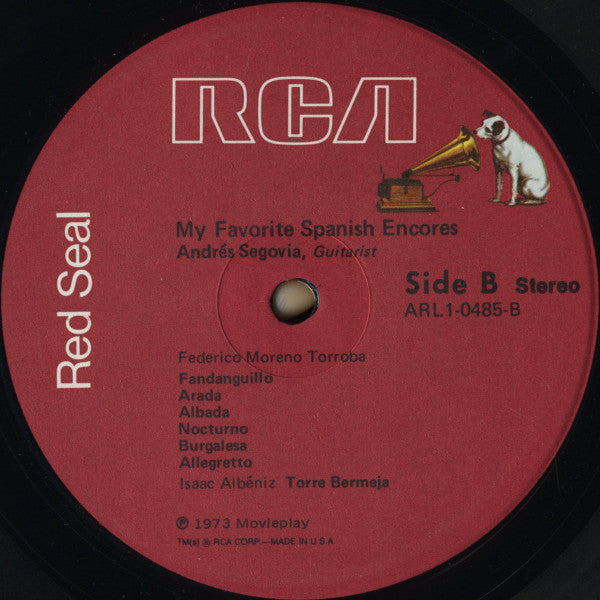 RCA
Red Seal
My Favorite Spanish Encores
Andrés Segovia, Guitarist
Side B Stereo
ARL1-0485-B
Federico Moreno Torroba
Fandanguillo
Arada
Albada
Nocturno
Burgalesa
Allegretto
Isaac Albéniz Torre Bermeja
℗ 1973 Movieplay
TM(s) ® RCA CORP.—MADE IN U.S.A